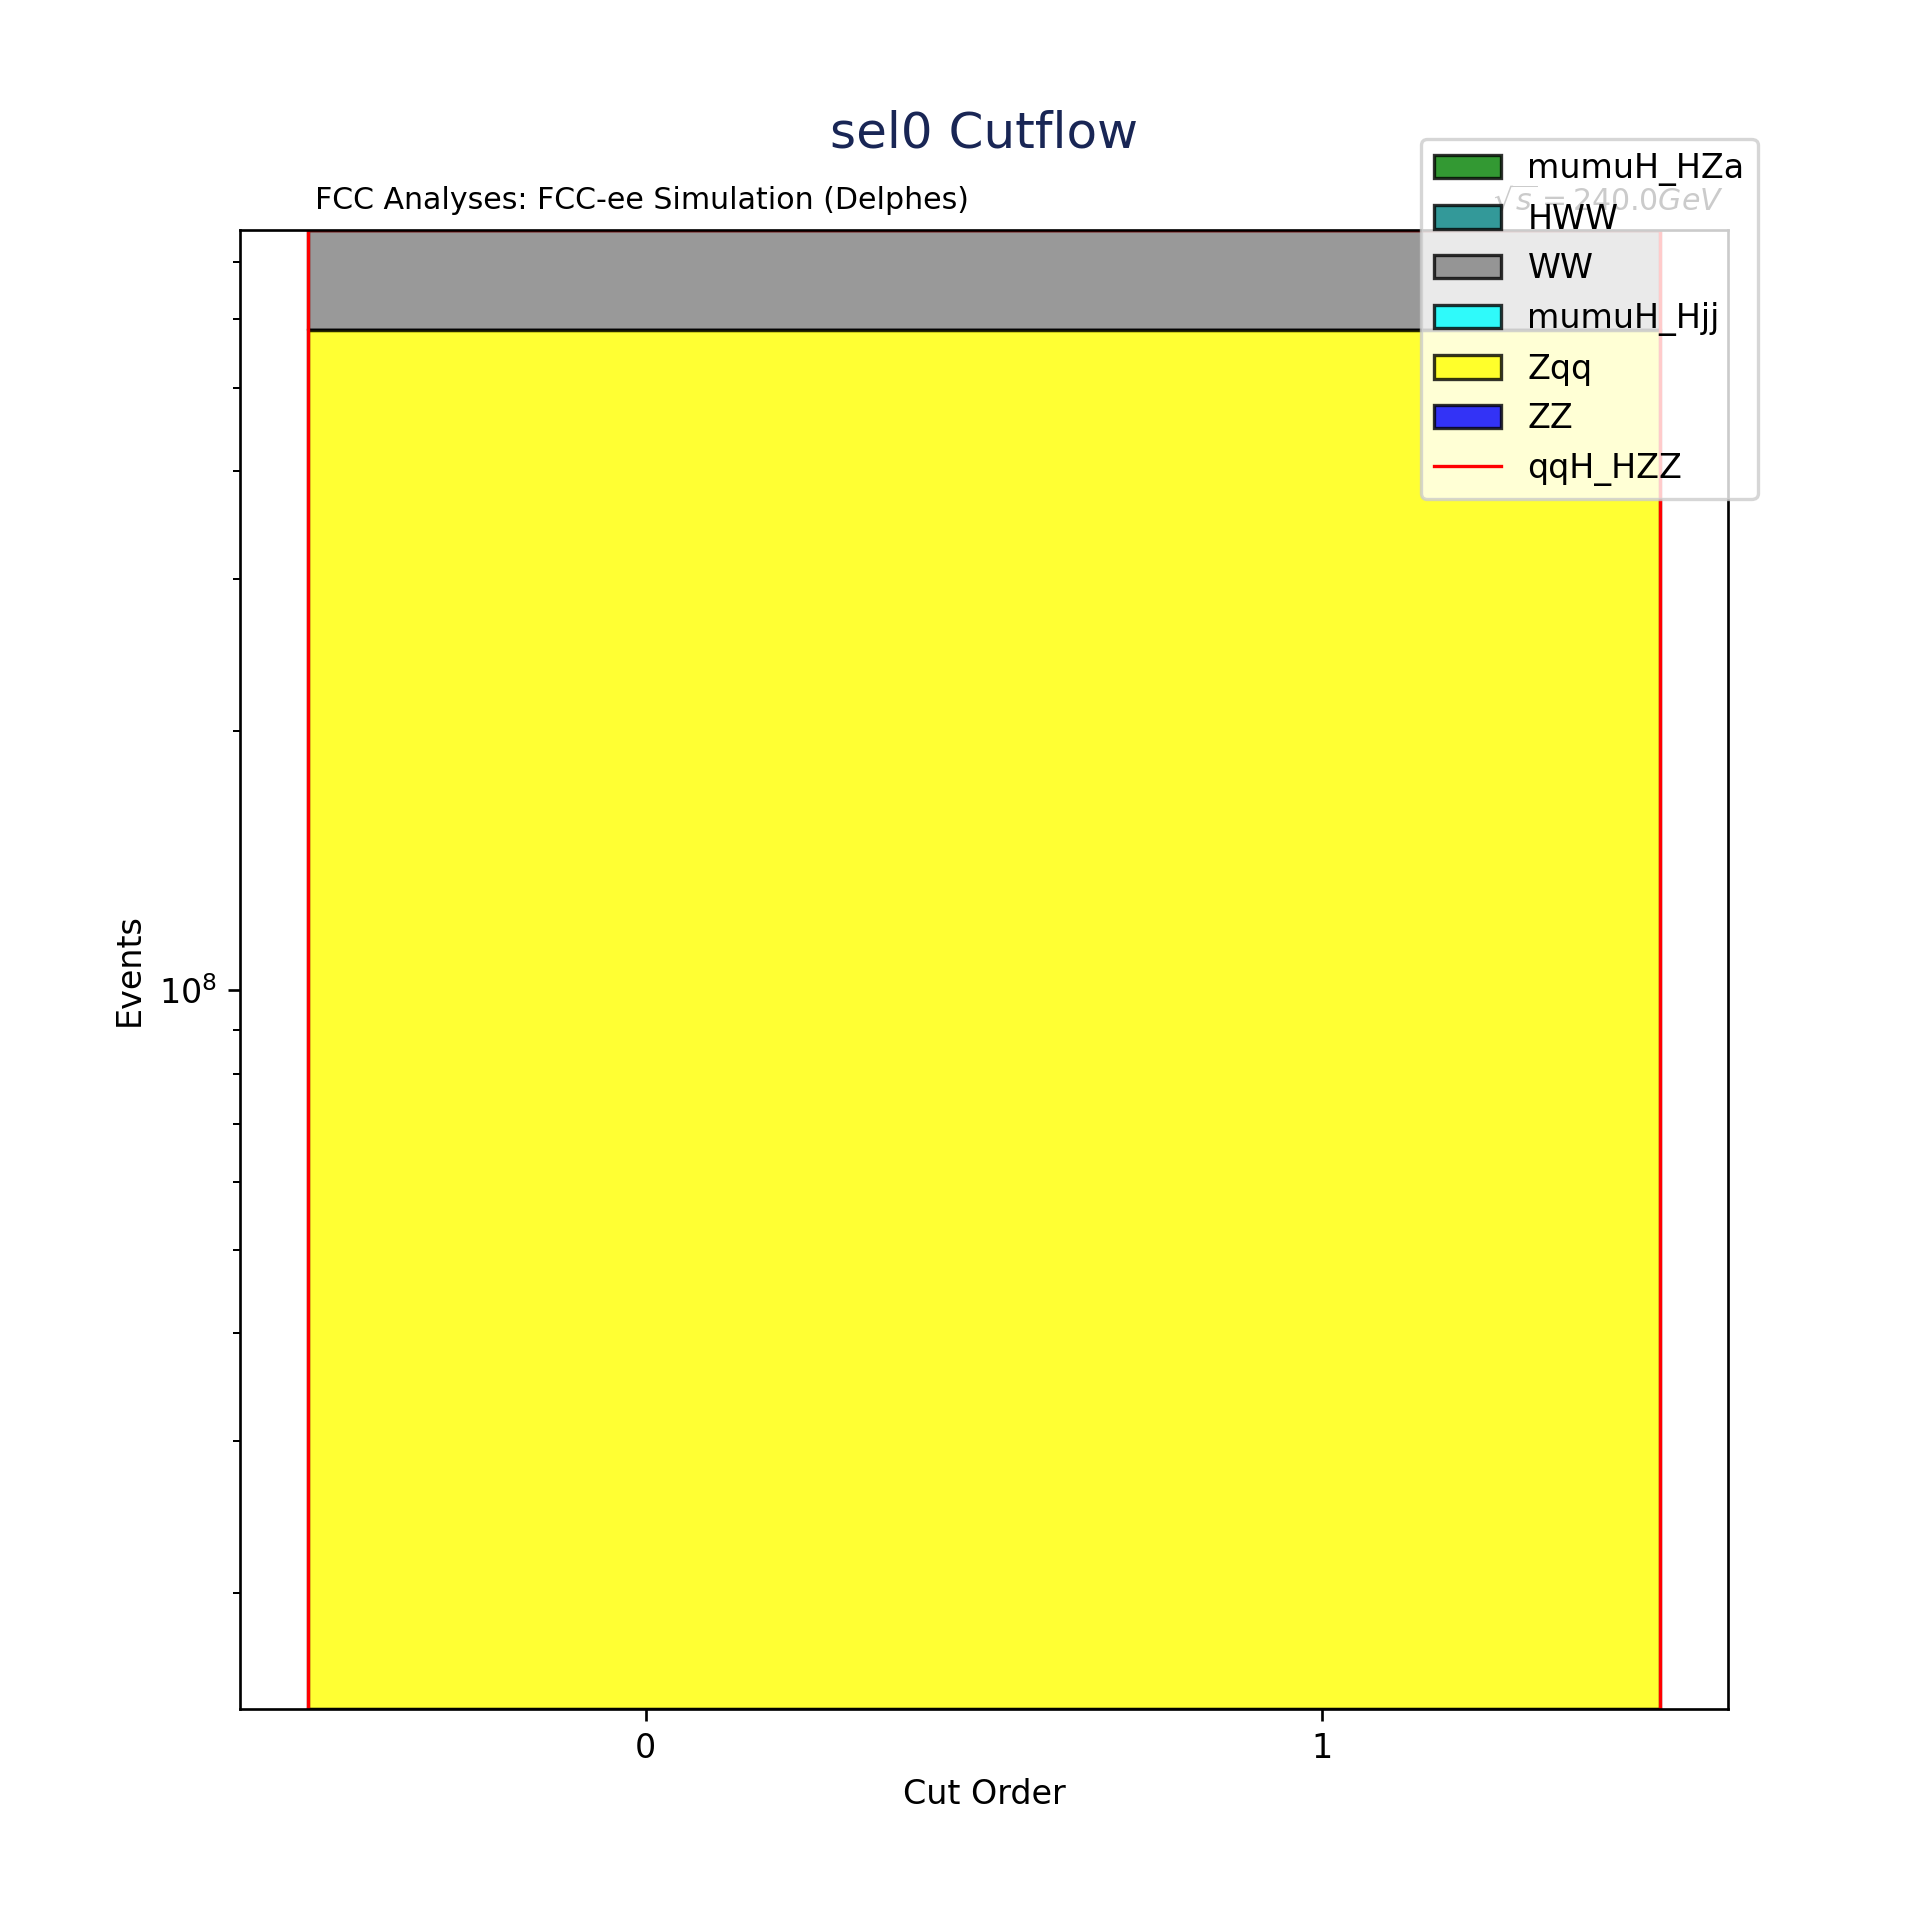 sel0 Cutflow
FCC Analyses: FCC-ee Simulation (Delphes)
√s = 240.0GeV
mumuH_HZa
HWW
WW
mumuH_Hjj
Zqq
ZZ
qqH_HZZ
Events
10⁸
0
1
Cut Order